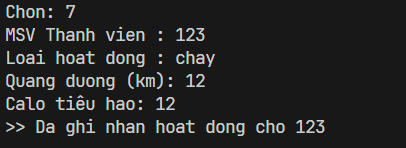 Chon: 7
MSV Thanh vien : 123
Loai hoat dong : chay
Quang duong (km): 12
Calo tiêu hao: 12
>> Da ghi nhan hoat dong cho 123